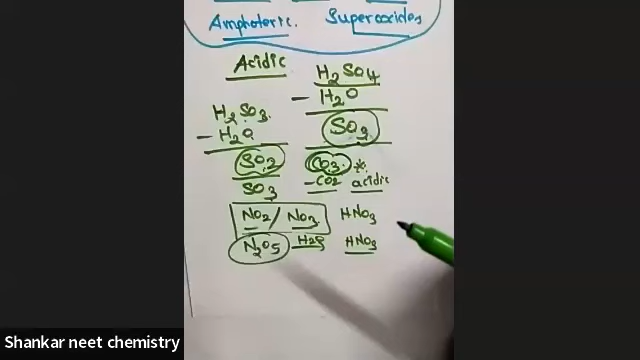 Amphoteric. Superoxides
Acidic
H2SO4
- H2O
SO3
H2SO3.
- H2O
SO2
SO3
CO3. *.
- CO2 acidic
NO2 / NO3 HNO3
N2O5 H2O HNO3
Shankar neet chemistry